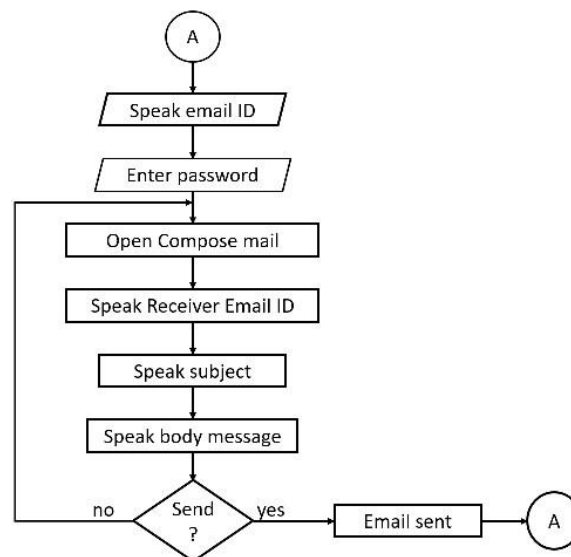 A
Speak email ID
Enter password
Open Compose mail
Speak Receiver Email ID
Speak subject
Speak body message
no
Send
?
yes
Email sent
A